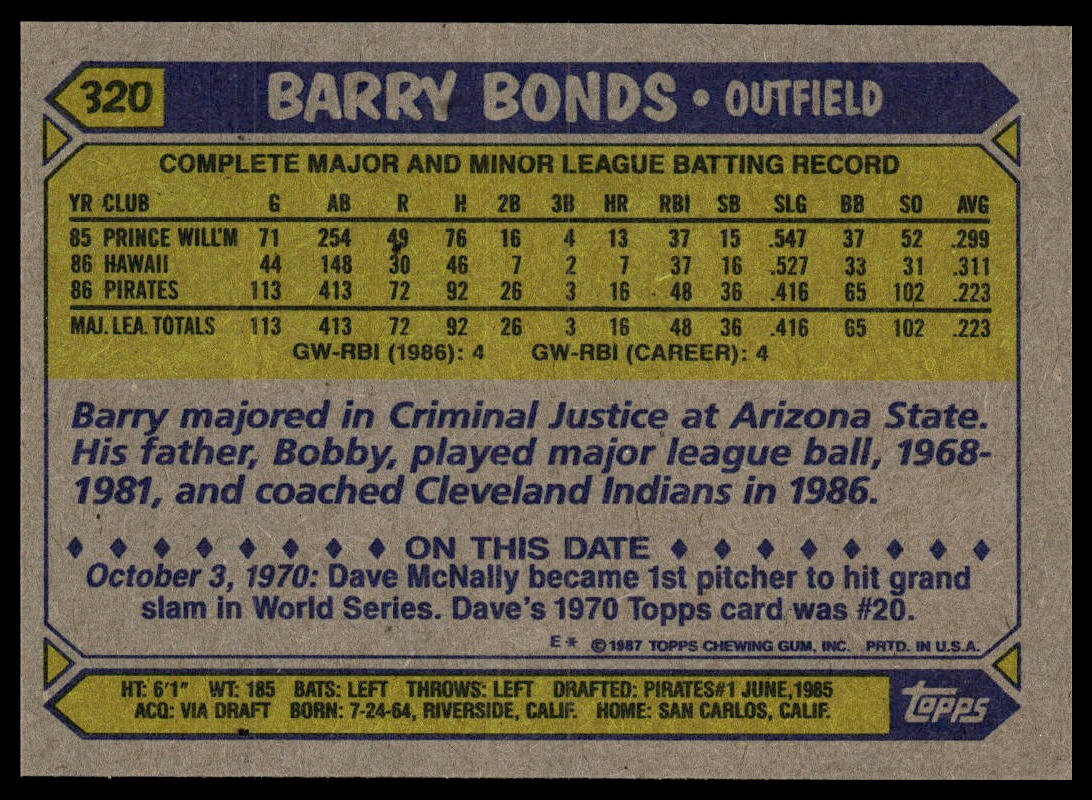 320 BARRY BONDS • OUTFIELD
COMPLETE MAJOR AND MINOR LEAGUE BATTING RECORD
YR CLUB G AB R H 2B 3B HR RBI SB SLG BB SO AVG
85 PRINCE WILL'M 71 254 49 76 16 4 13 37 15 .547 37 52 .299
86 HAWAII 44 148 30 46 7 2 7 37 16 .527 33 31 .311
86 PIRATES 113 413 72 92 26 3 16 48 36 .416 65 102 .223
MAJ. LEA. TOTALS 113 413 72 92 26 3 16 48 36 .416 65 102 .223
GW-RBI (1986): 4 GW-RBI (CAREER): 4
Barry majored in Criminal Justice at Arizona State.
His father, Bobby, played major league ball, 1968-
1981, and coached Cleveland Indians in 1986.
ON THIS DATE
October 3, 1970: Dave McNally became 1st pitcher to hit grand
slam in World Series. Dave's 1970 Topps card was #20.
E* ©1987 TOPPS CHEWING GUM, INC. PRTD. IN U.S.A.
HT: 6'1" WT: 185 BATS: LEFT THROWS: LEFT DRAFTED: PIRATES#1 JUNE,1985
ACQ: VIA DRAFT BORN: 7-24-64, RIVERSIDE, CALIF. HOME: SAN CARLOS, CALIF.
topps